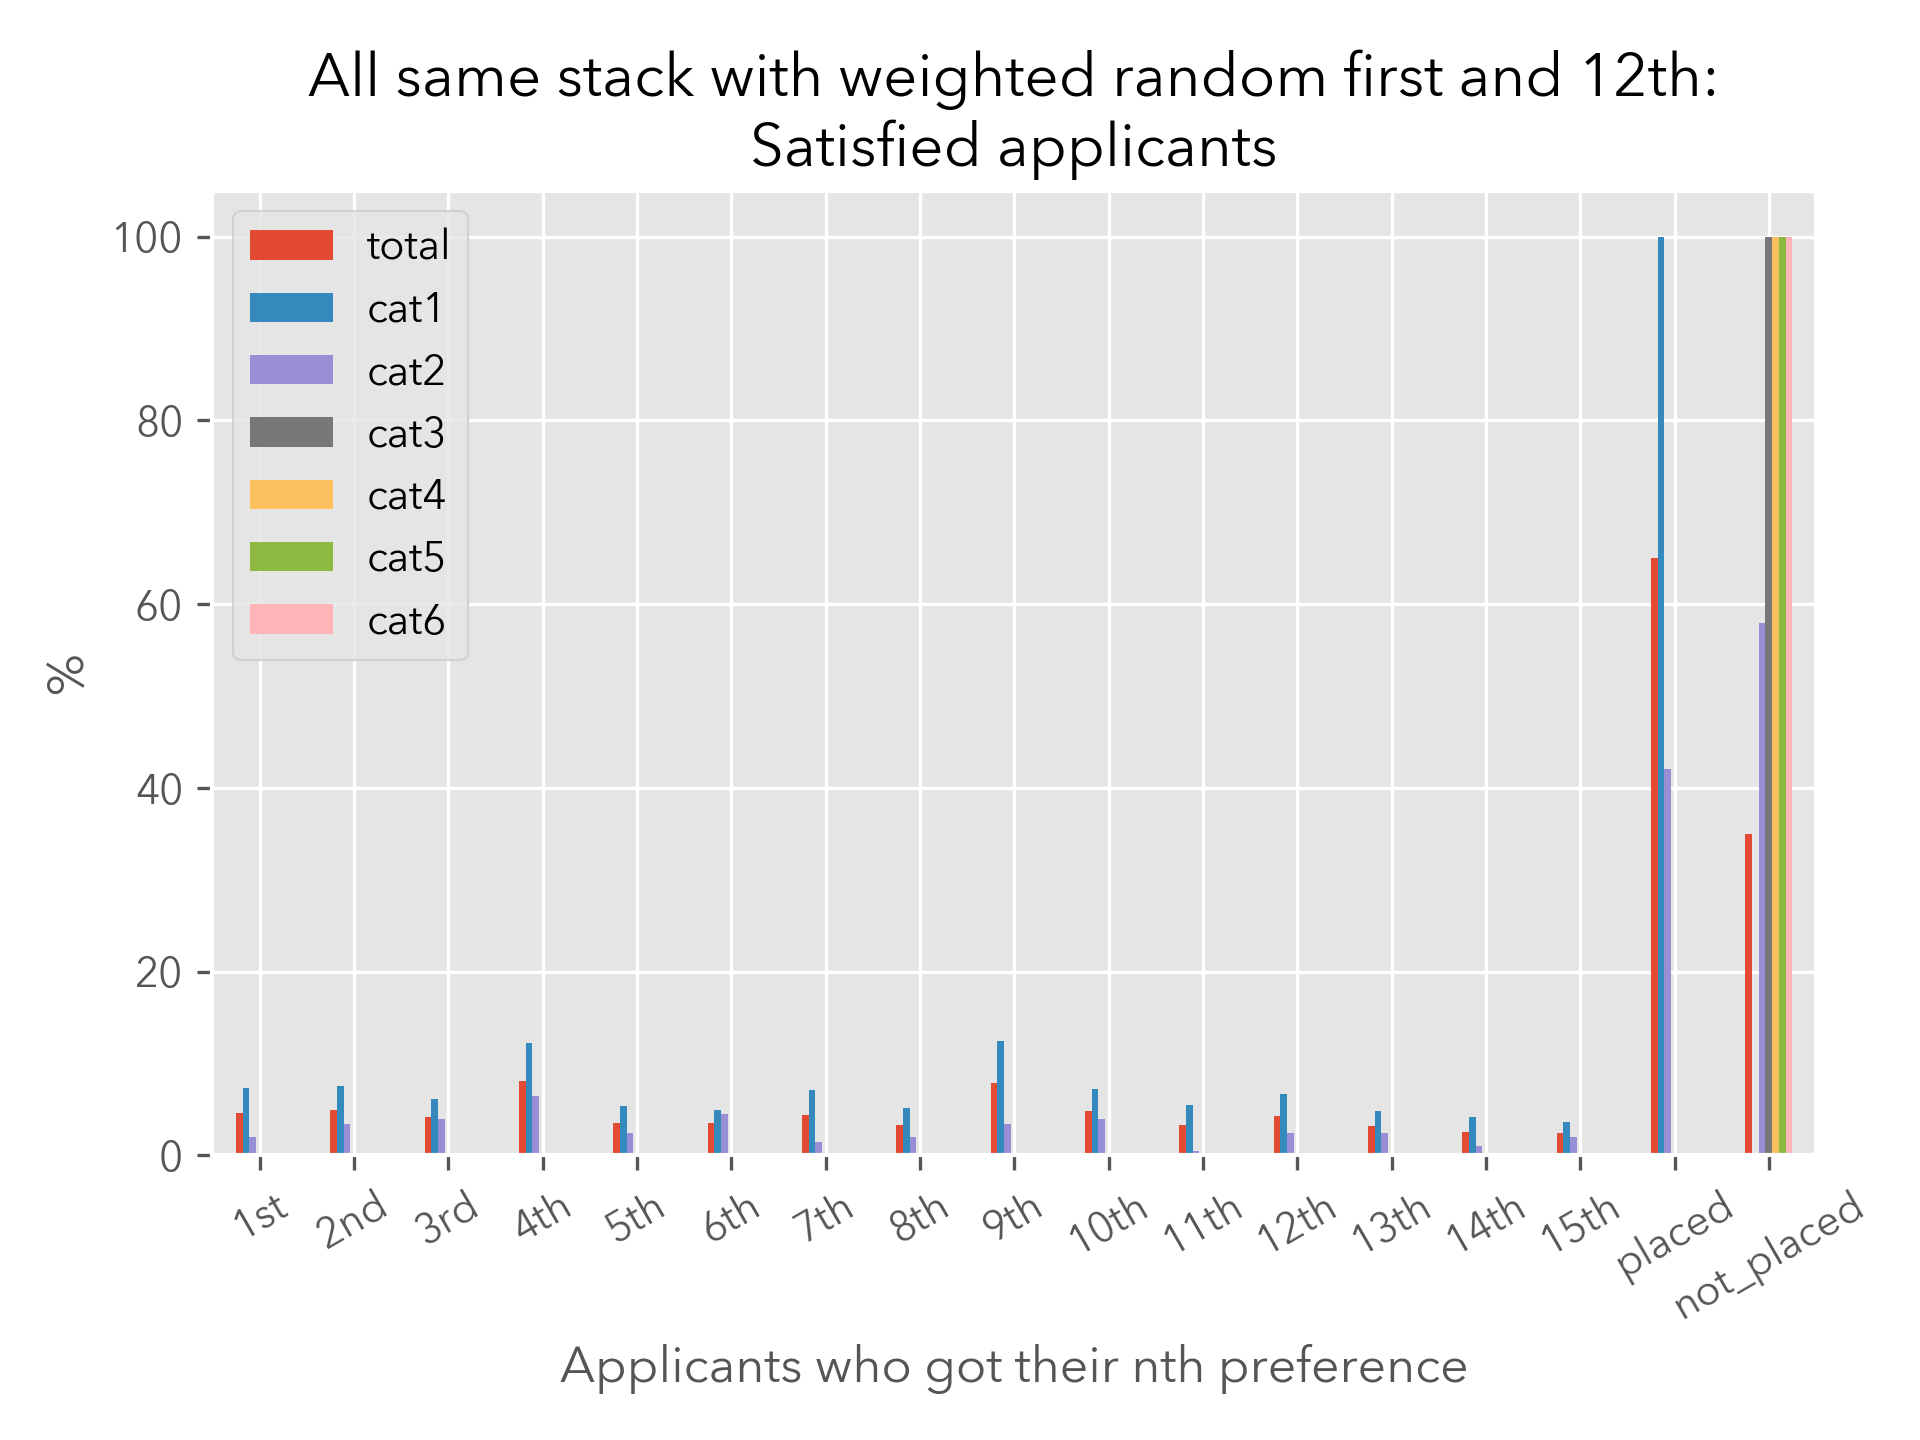 All same stack with weighted random first and 12th:
Satisfied applicants
total
cat1
cat2
cat3
cat4
cat5
cat6
100
80
60
40
20
0
%
1st
2nd
3rd
4th
5th
6th
7th
8th
9th
10th
11th
12th
13th
14th
15th
placed
not_placed
Applicants who got their nth preference